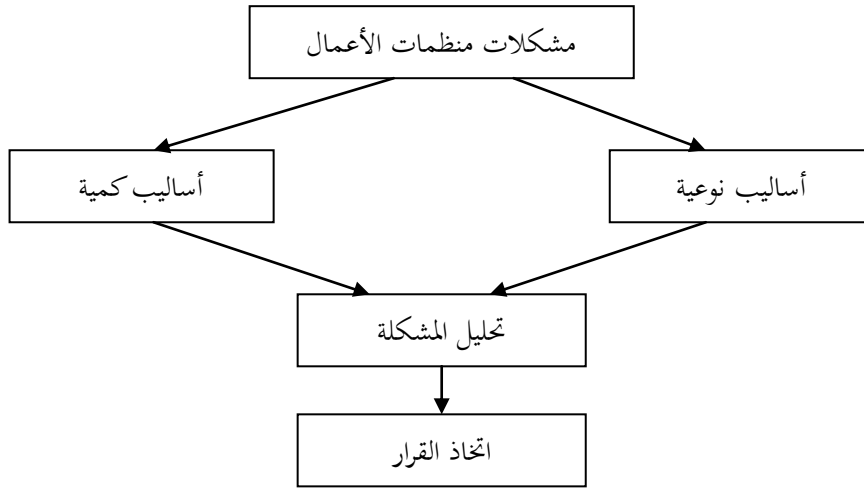 مشكلات منظمات الأعمال
أساليب نوعية
أساليب كمية
تحليل المشكلة
اتخاذ القرار